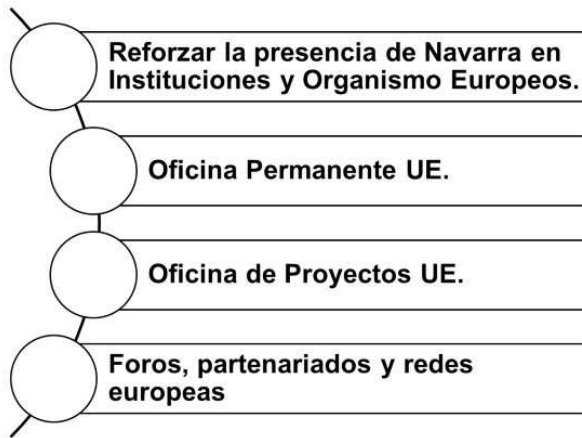 Reforzar la presencia de Navarra en
Instituciones y Organismo Europeos.
Oficina Permanente UE.
Oficina de Proyectos UE.
Foros, partenariados y redes
europeas